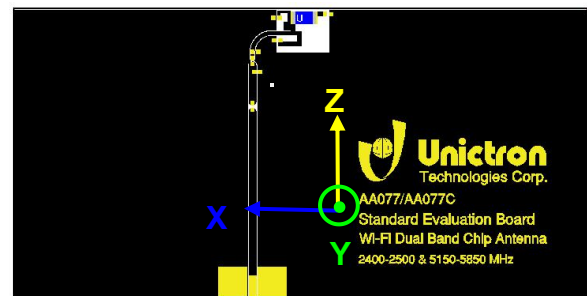 U
Z
Unictron
Technologies Corp.
X
AA077/AA077C
Standard Evaluation Board
Y
Wi-Fi Dual Band Chip Antenna
2400-2500 & 5150-5850 MHz